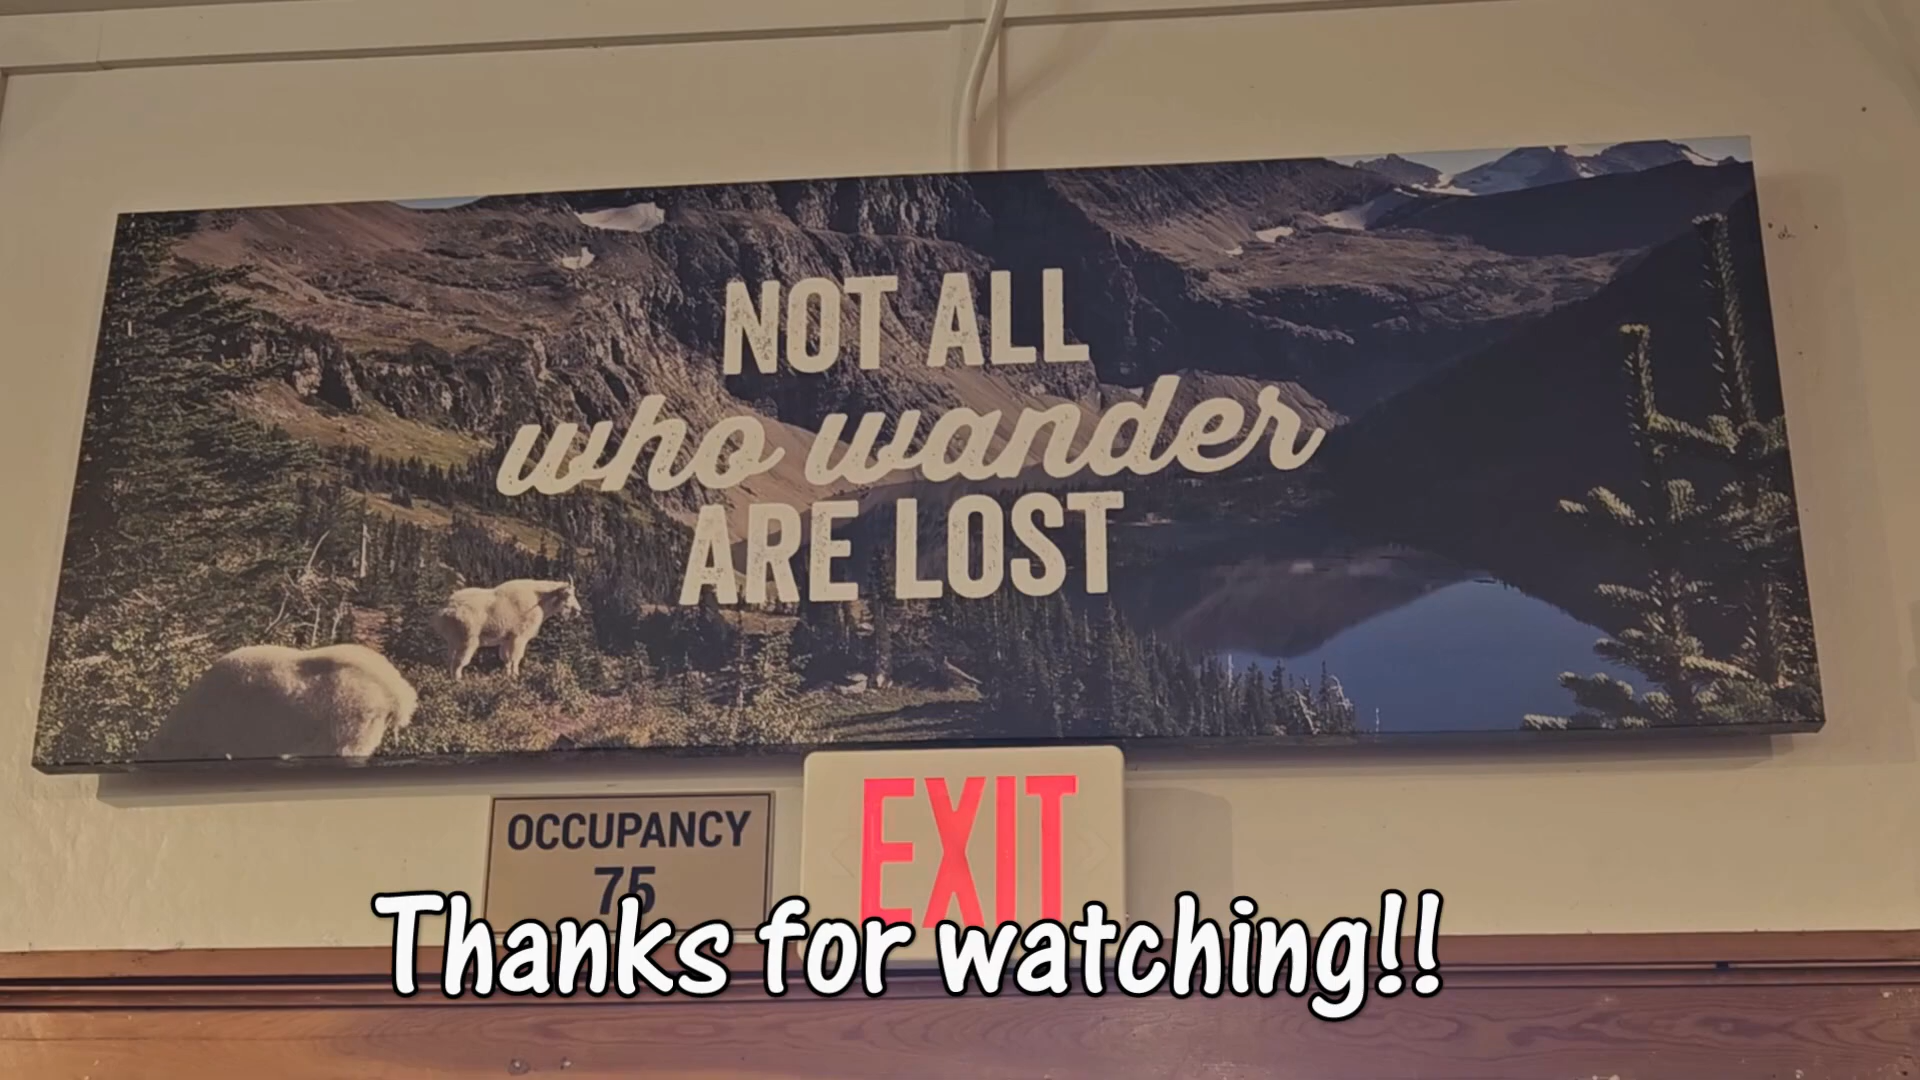 NOT ALL
who wander
ARE LOST
OCCUPANCY
75
EXIT
Thanks for watching!!